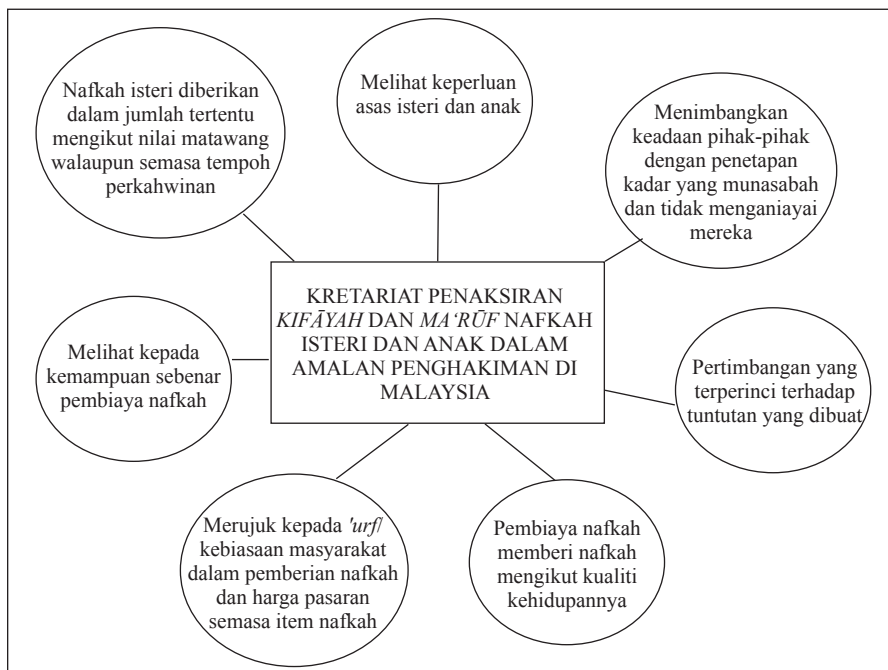 Nafkah isteri diberikan
dalam jumlah tertentu
mengikut nilai matawang
walaupun semasa tempoh
perkahwinan
Melihat keperluan
asas isteri dan anak
Menimbangkan
keadaan pihak-pihak
dengan penetapan
kadar yang munasabah
dan tidak menganiayai
mereka
KRETARIAT PENAKSIRAN
KIFĀYAH DAN MA‘RŪF NAFKAH
ISTERI DAN ANAK DALAM
AMALAN PENGHAKIMAN DI
MALAYSIA
Melihat kepada
kemampuan sebenar
pembiaya nafkah
Pertimbangan yang
terperinci terhadap
tuntutan yang dibuat
Merujuk kepada 'urf/
kebiasaan masyarakat
dalam pemberian nafkah
dan harga pasaran
semasa item nafkah
Pembiaya nafkah
memberi nafkah
mengikut kualiti
kehidupannya